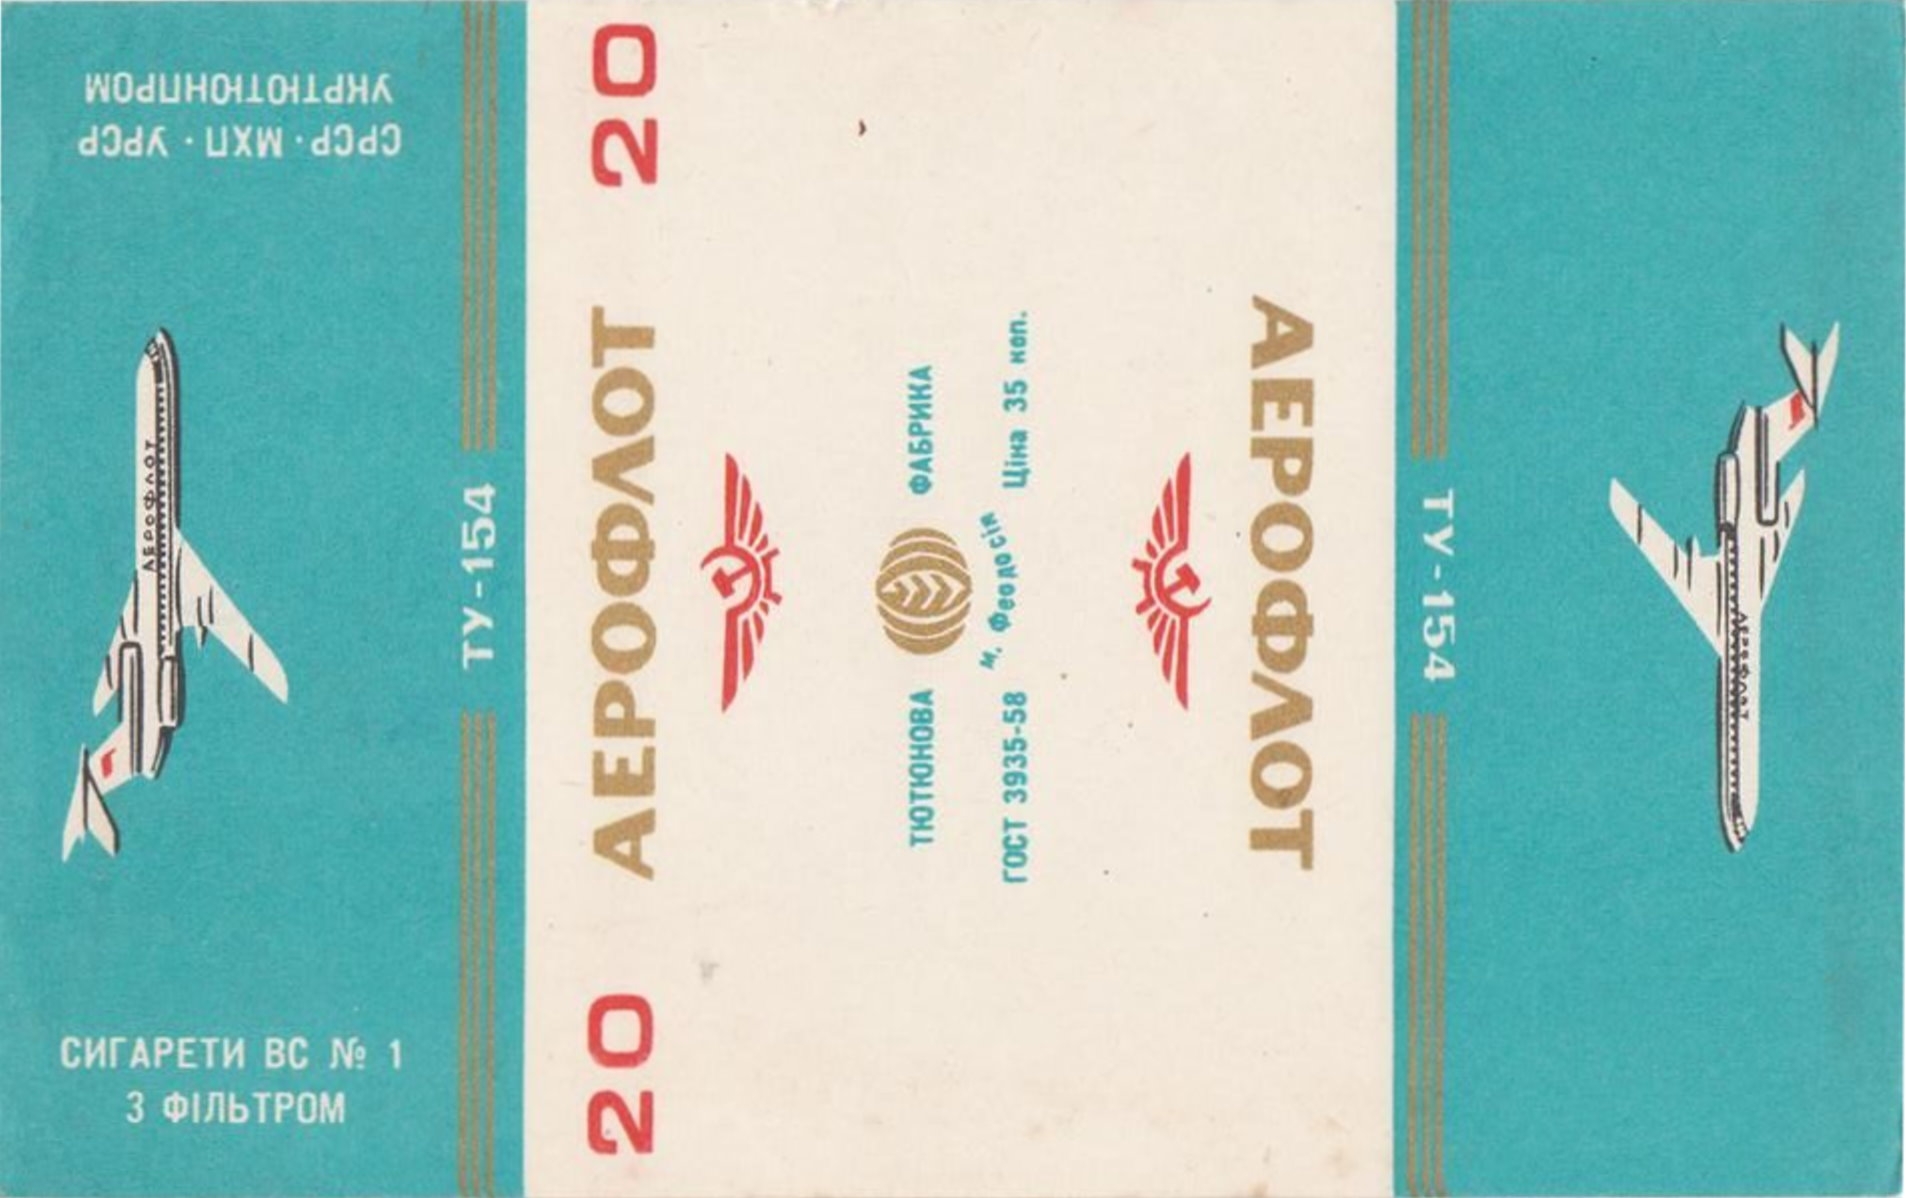 СРСР · МХП · УРСР
УКРТЮТЮНПРОМ
АЕРОФЛОТ
СИГАРЕТИ ВС № 1
З ФІЛЬТРОМ
ТУ-154
20 АЕРОФЛОТ 20
ТЮТЮНОВА ФАБРИКА
м. Феодосія
ГОСТ 3935-58 Ціна 35 коп.
АЕРОФЛОТ
ТУ-154
АЕРОФЛОТ